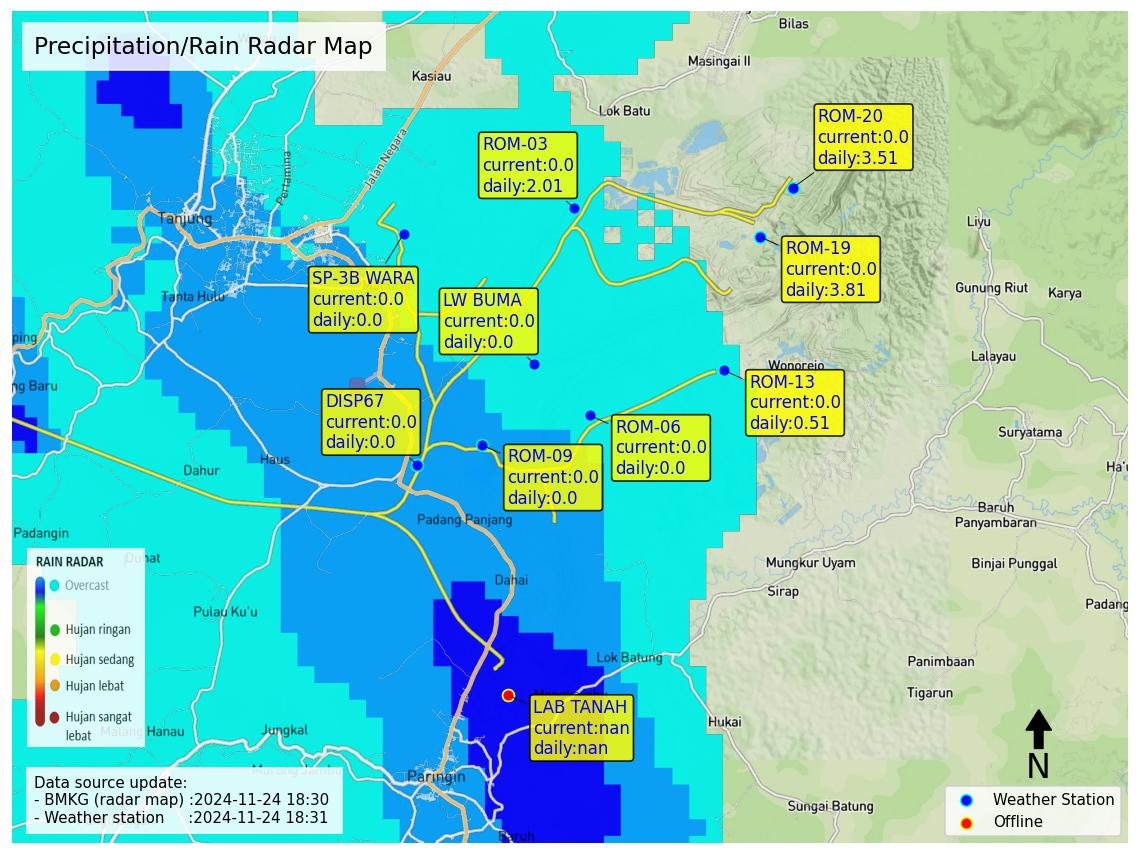 Precipitation/Rain Radar Map
Bilas
Masingai II
Kasiau
Lok Batu
ROM-20
current:0.0
daily:3.51
ROM-03
current:0.0
daily:2.01
Jalan Negara
Pertamina
Tanjung
Liyu
ROM-19
current:0.0
daily:3.81
SP-3B WARA
current:0.0
daily:0.0
LW BUMA
current:0.0
daily:0.0
Tanta Hulu
Gunung Riut
Karya
ping
Lalayau
Wonorejo
ng Baru
ROM-13
current:0.0
daily:0.51
DISP67
current:0.0
daily:0.0
ROM-06
current:0.0
daily:0.0
Suryatama
ROM-09
current:0.0
daily:0.0
Haus
Dahur
Ha'u
Baruh
Panyambaran
Padang Panjang
Padangin
Mungkur Uyam
Binjai Punggal
Sirap
Dahai
Padang
Pulau Ku'u
RAIN RADAR
Overcast
Hujan ringan
Hujan sedang
Hujan lebat
Hujan sangat
lebat
Lok Batung
Panimbaan
Tigarun
LAB TANAH
current:nan
daily:nan
Hukai
Matang Hanau
Jungkal
Murung Jambu
Paringin
Sungai Batung
Baruh
Data source update:
- BMKG (radar map) :2024-11-24 18:30
- Weather station :2024-11-24 18:31
N
Weather Station
Offline